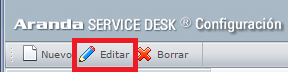 Aranda SERVICE DESK ® Configuración
Nuevo Editar Borrar